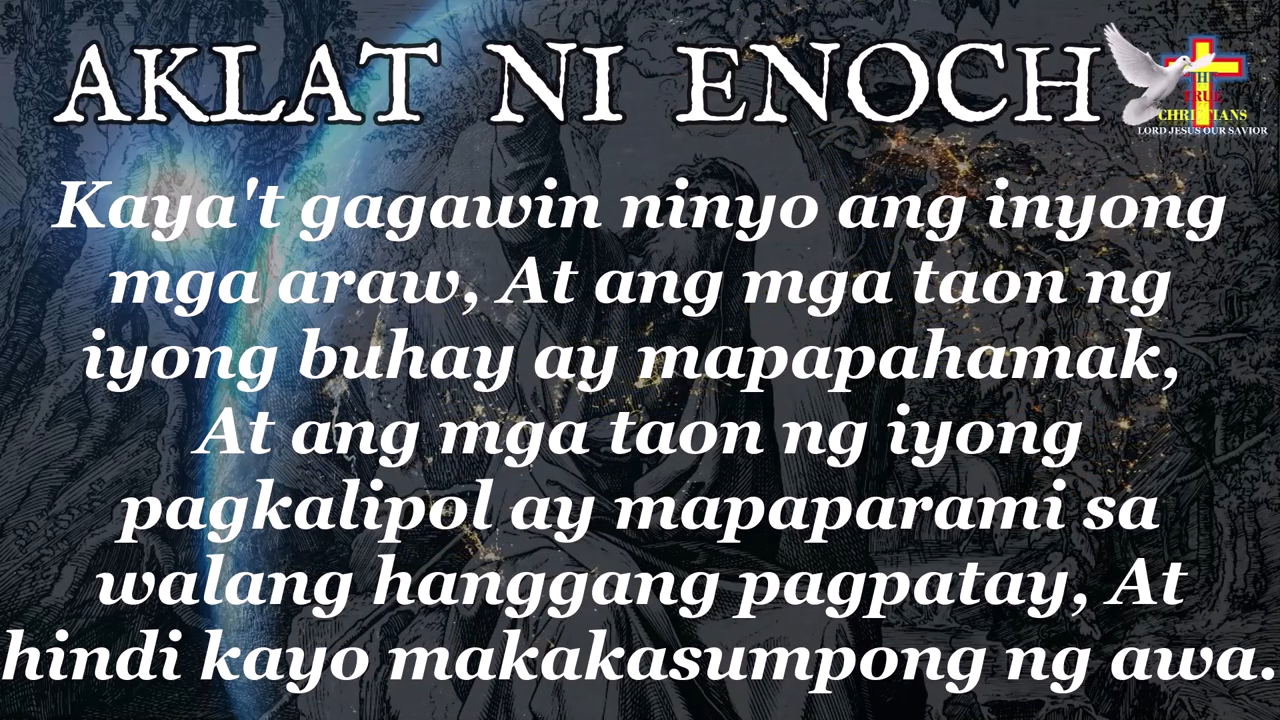 AKLAT NI ENOCH
TRUE
CHRISTIANS
LORD JESUS OUR SAVIOR
Kaya't gagawin ninyo ang inyong
mga araw, At ang mga taon ng
iyong buhay ay mapapahamak,
At ang mga taon ng iyong
pagkalipol ay mapaparami sa
walang hanggang pagpatay, At
hindi kayo makakasumpong ng awa.